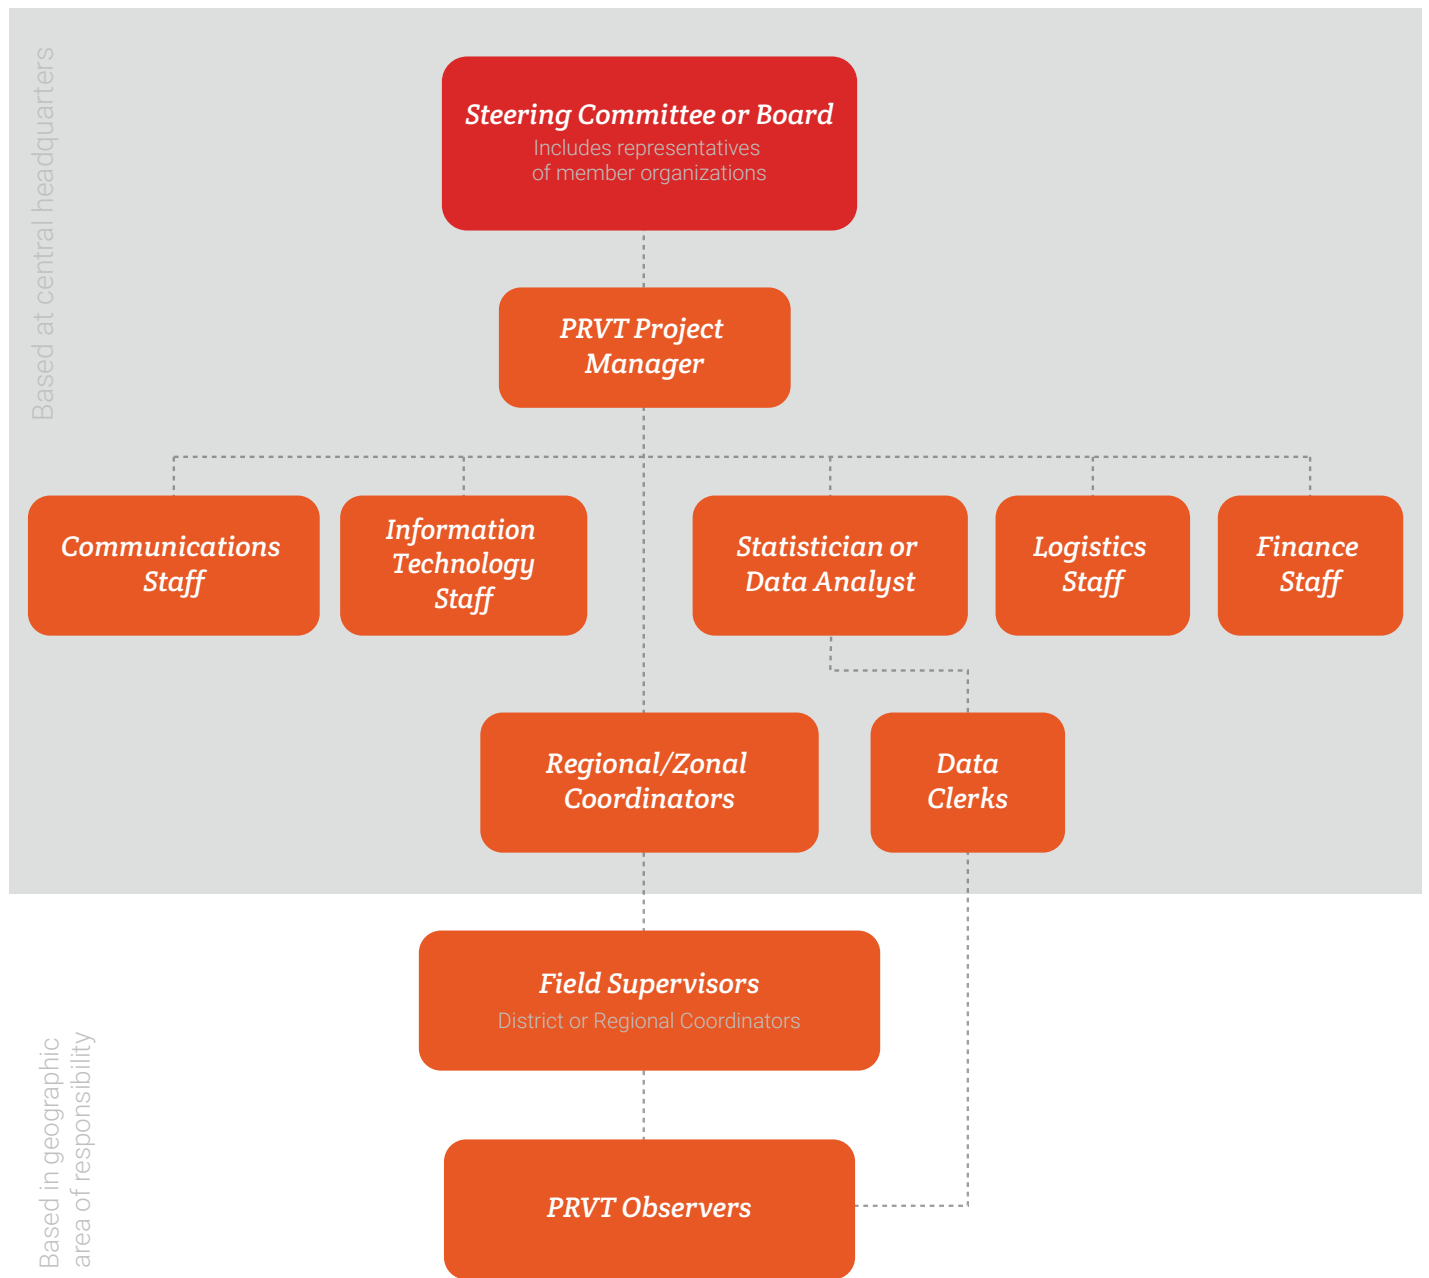 Based at central headquarters
Steering Committee or Board
Includes representatives
of member organizations
PRVT Project
Manager
Communications
Staff
Information
Technology
Staff
Statistician or
Data Analyst
Logistics
Staff
Finance
Staff
Regional/Zonal
Coordinators
Data
Clerks
Field Supervisors
District or Regional Coordinators
Based in geographic
area of responsibility
PRVT Observers